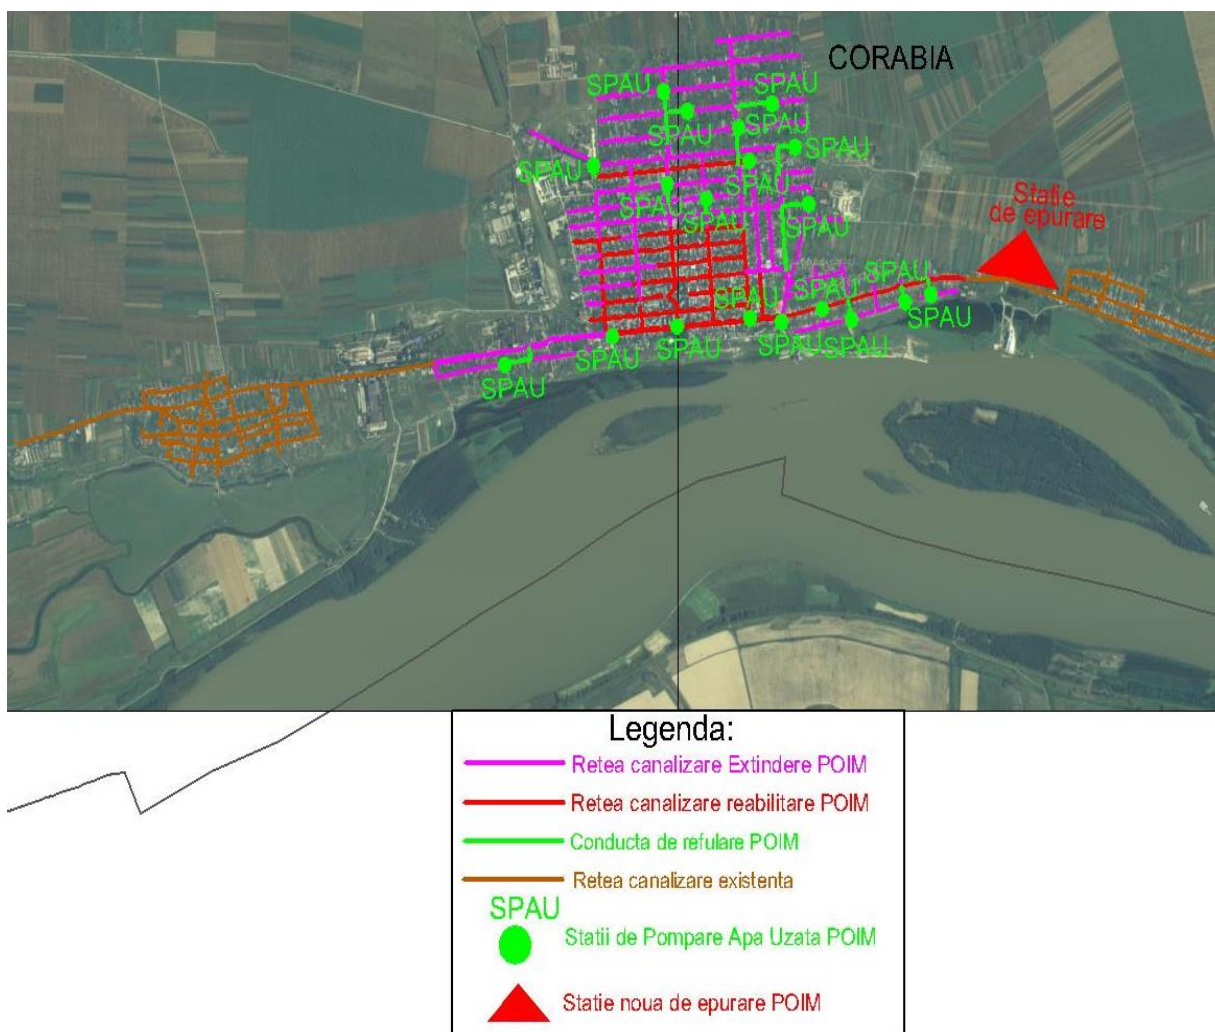 CORABIA
SPAU
SPAU
SPAU
SPAU
SPAU
SPAU
SPAU
Statie
de epurare
SPAU
SPAU
SPAU
SPAU
SPAU
SPAU
SPAU
SPAU
SPAU
SPAU
SPAU
SPAU
Legenda:
Retea canalizare Extindere POIM
Retea canalizare reabilitare POIM
Conducta de refulare POIM
Retea canalizare existenta
SPAU
Statii de Pompare Apa Uzata POIM
Statie noua de epurare POIM